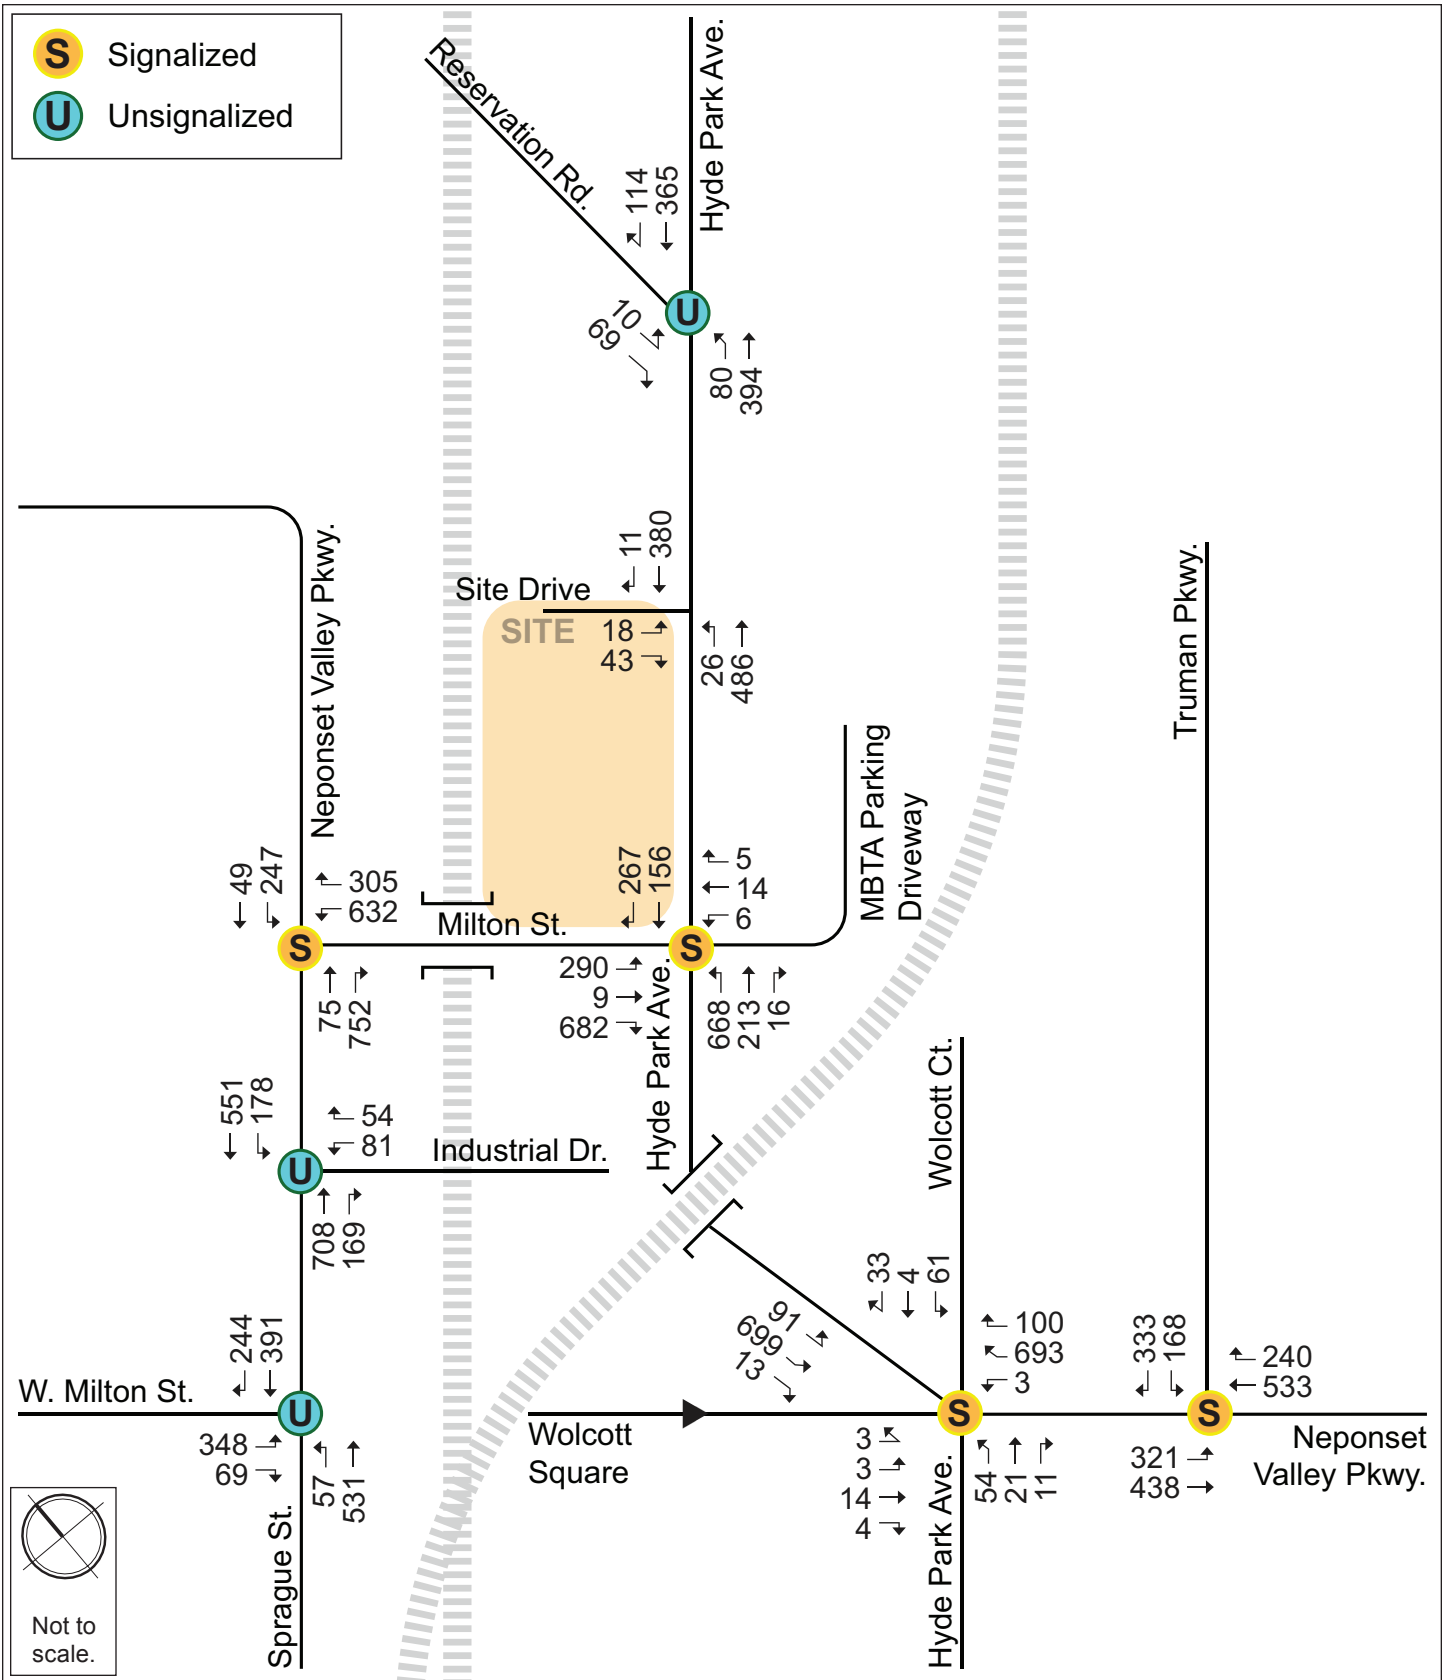 S Signalized
U Unsignalized
Reservation Rd.
Hyde Park Ave.
114
365
U
10
69
80
394
Neponset Valley Pkwy.
11
380
Site Drive
SITE
18
43
26
486
Truman Pkwy.
MBTA Parking
Driveway
49
247
305
632
267
156
5
14
6
Milton St.
S
S
75
752
290
9
682
Hyde Park Ave.
668
213
16
551
178
54
81
Industrial Dr.
U
708
169
Wolcott Ct.
244
391
91
699
13
33
4
61
100
693
3
333
168
240
533
W. Milton St.
U
S
S
348
69
57
531
Wolcott
Square
3
3
14
4
54
21
11
321
438
Neponset
Valley Pkwy.
Sprague St.
Hyde Park Ave.
Not to
scale.